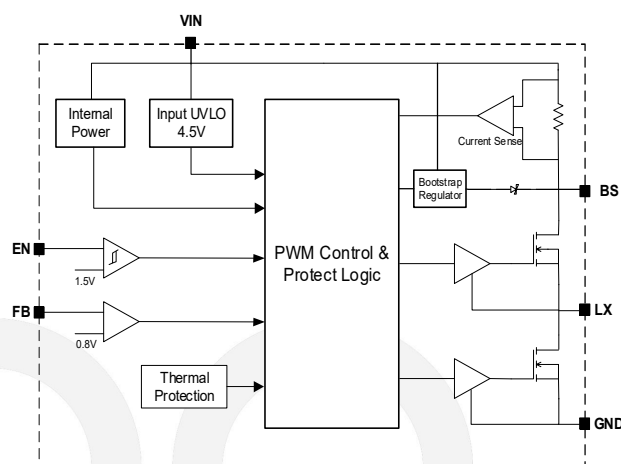 VIN
Internal
Power
Input UVLO
4.5V
Current Sense
Bootstrap
Regulator
BS
EN
1.5V
PWM Control &
Protect Logic
FB
0.8V
LX
Thermal
Protection
GND